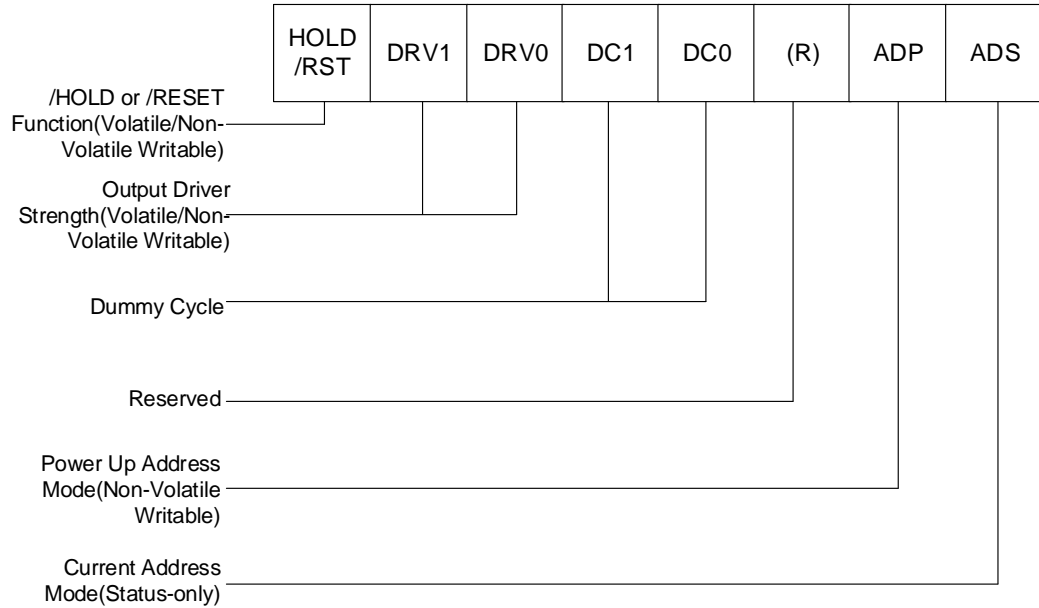 HOLD
/RST
DRV1
DRV0
DC1
DC0
(R)
ADP
ADS
/HOLD or /RESET
Function(Volatile/Non-
Volatile Writable)
Output Driver
Strength(Volatile/Non-
Volatile Writable)
Dummy Cycle
Reserved
Power Up Address
Mode(Non-Volatile
Writable)
Current Address
Mode(Status-only)